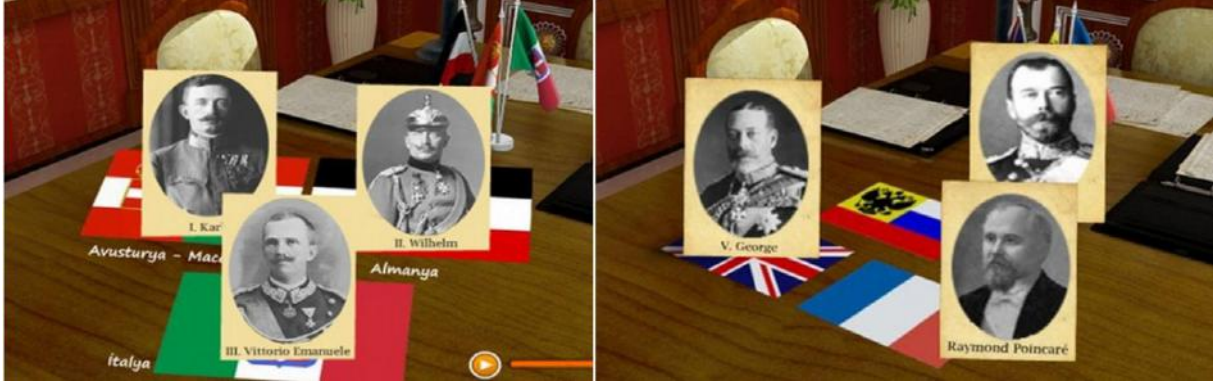 I. Kar
Avusturya - Mac
II. Wilhelm
Almanya
III. Vittorio Emanuele
İtalya
V. George
Raymond Poincaré